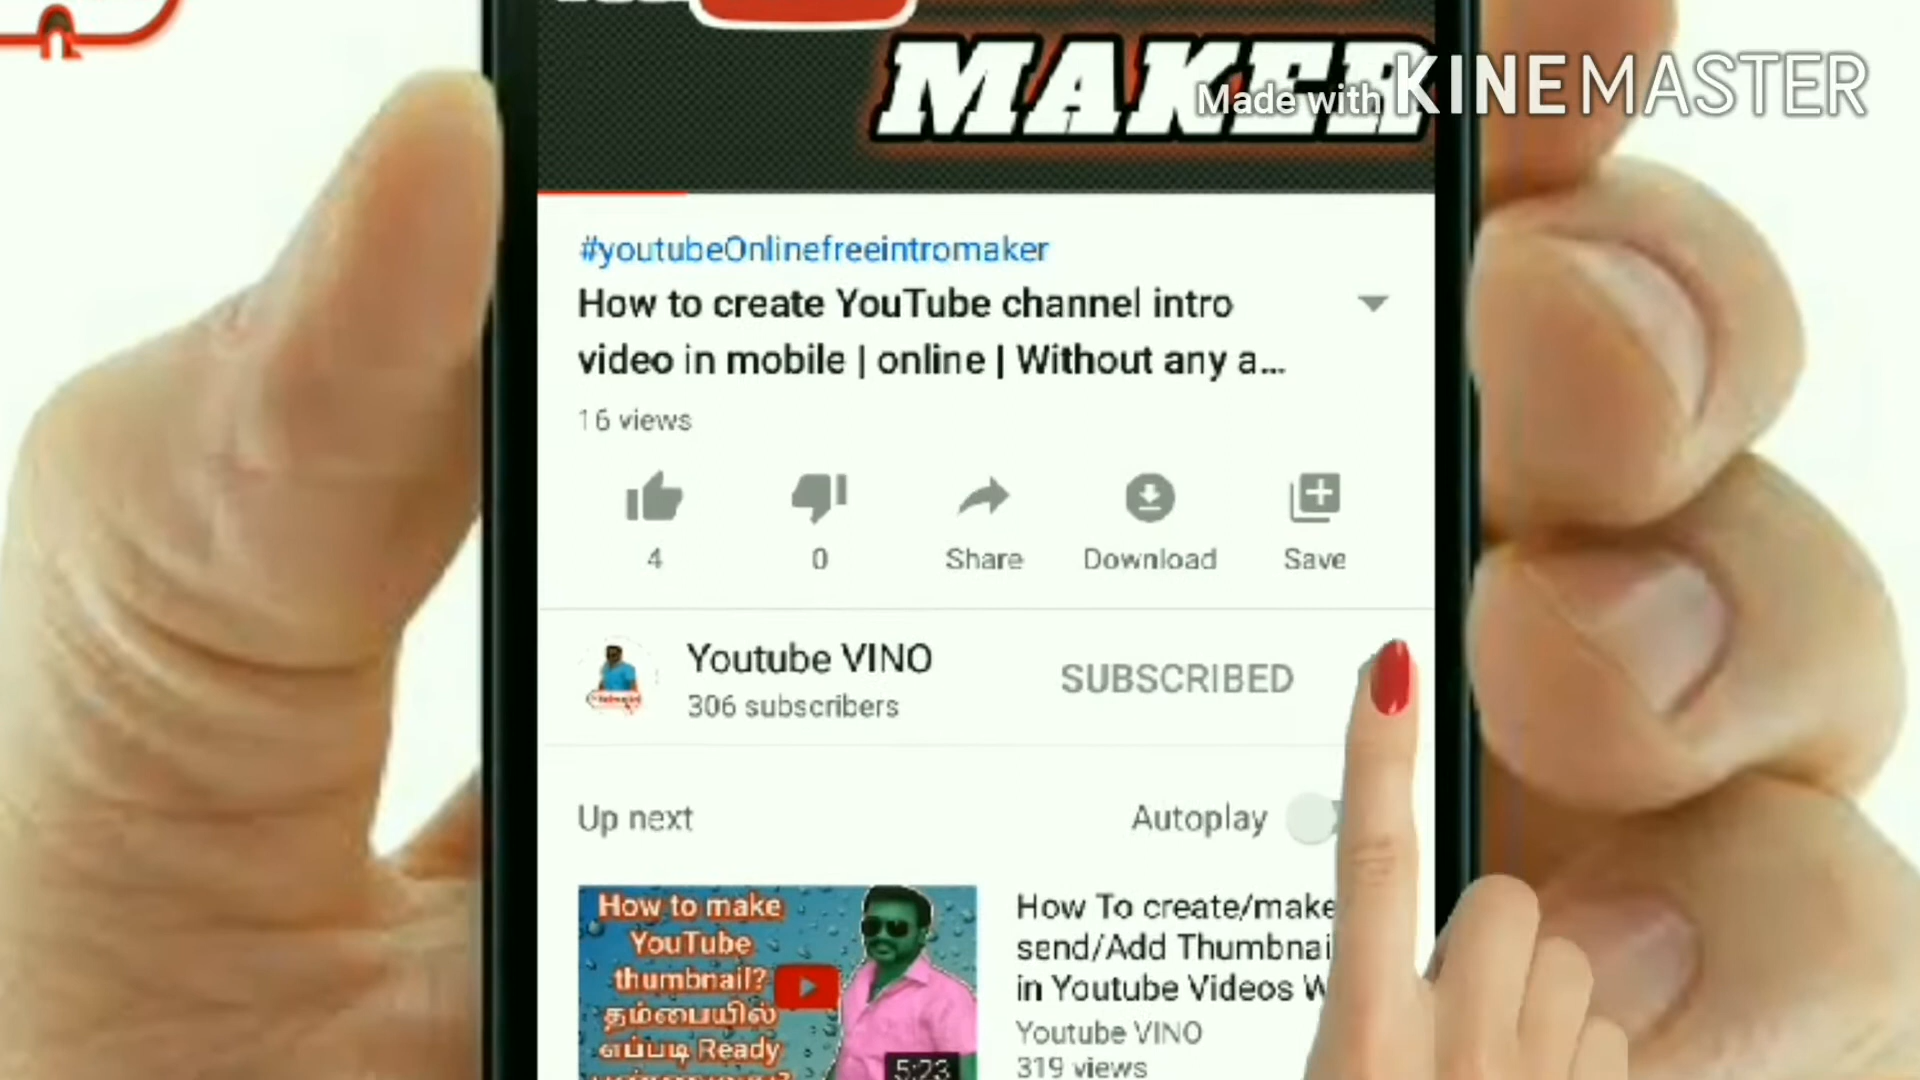 MAKER
Made with KINEMASTER
#youtubeOnlinefreeintromaker
How to create YouTube channel intro
video in mobile | online | Without any a...
16 views
4
0
Share
Download
Save
Youtube VINO
306 subscribers
SUBSCRIBED
Up next
Autoplay
How to make
YouTube
thumbnail?
தம்பையில்
எப்படி Ready
5:23
How To create/make
send/Add Thumbnai
in Youtube Videos W
Youtube VINO
319 views